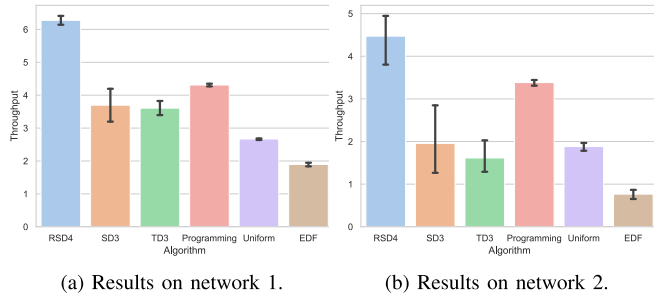 Throughput
6
5
4
3
2
1
0
RSD4 SD3 TD3 Programming Uniform EDF
Algorithm
(a) Results on network 1.
Throughput
5
4
3
2
1
0
RSD4 SD3 TD3 Programming Uniform EDF
Algorithm
(b) Results on network 2.